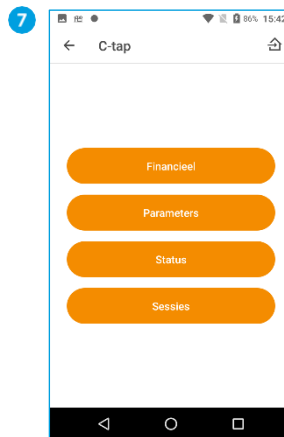 7
86% 15:42
C-tap
Financieel
Parameters
Status
Sessies